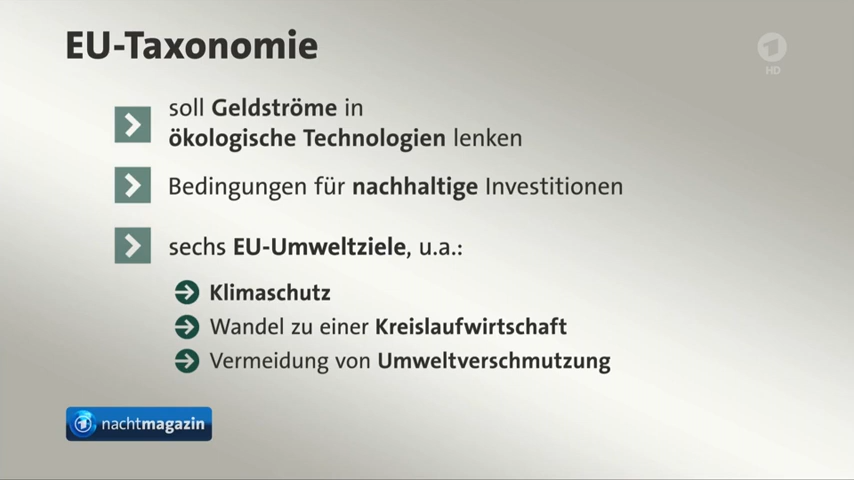 EU-Taxonomie
HD
soll Geldströme in
ökologische Technologien lenken
Bedingungen für nachhaltige Investitionen
sechs EU-Umweltziele, u.a.:
Klimaschutz
Wandel zu einer Kreislaufwirtschaft
Vermeidung von Umweltverschmutzung
nachtmagazin